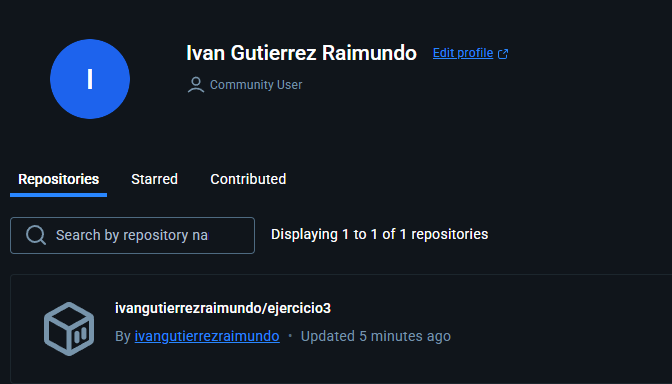 I
Ivan Gutierrez Raimundo Edit profile
Community User
Repositories Starred Contributed
Search by repository na Displaying 1 to 1 of 1 repositories
ivangutierrezraimundo/ejercicio3
By ivangutierrezraimundo • Updated 5 minutes ago